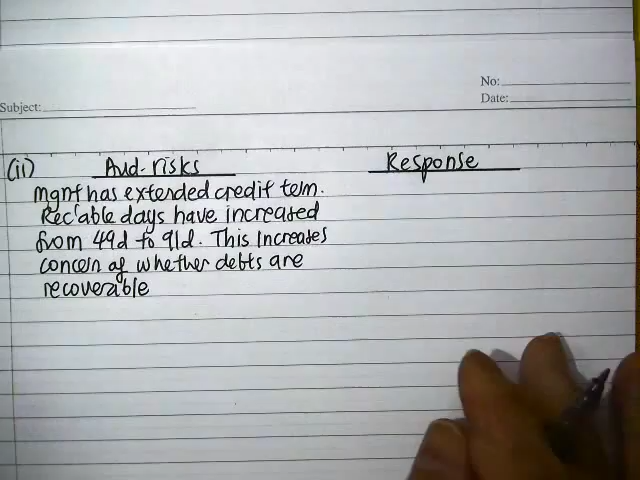 No:
Subject:
Date:
(ii) Aud. risks Response
mgnt has extended credit term.
Rec'able days have increased
from 49d to 91d. This increases
concern of whether debts are
recoverable